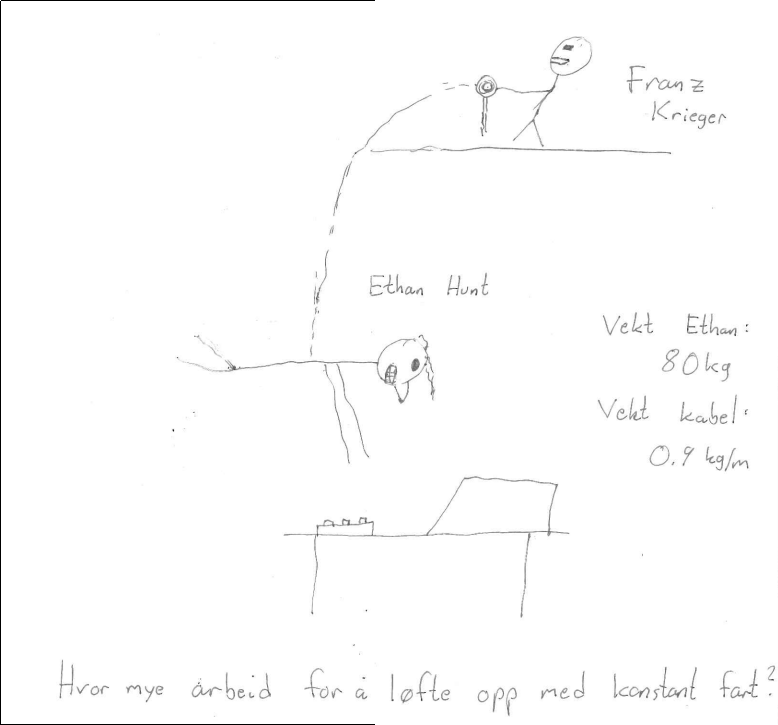 Franz
Krieger
Ethan Hunt
Vekt Ethan:
80kg
Vekt kabel:
0.9 kg/m
Hvor mye arbeid for å løfte opp med konstant fart?